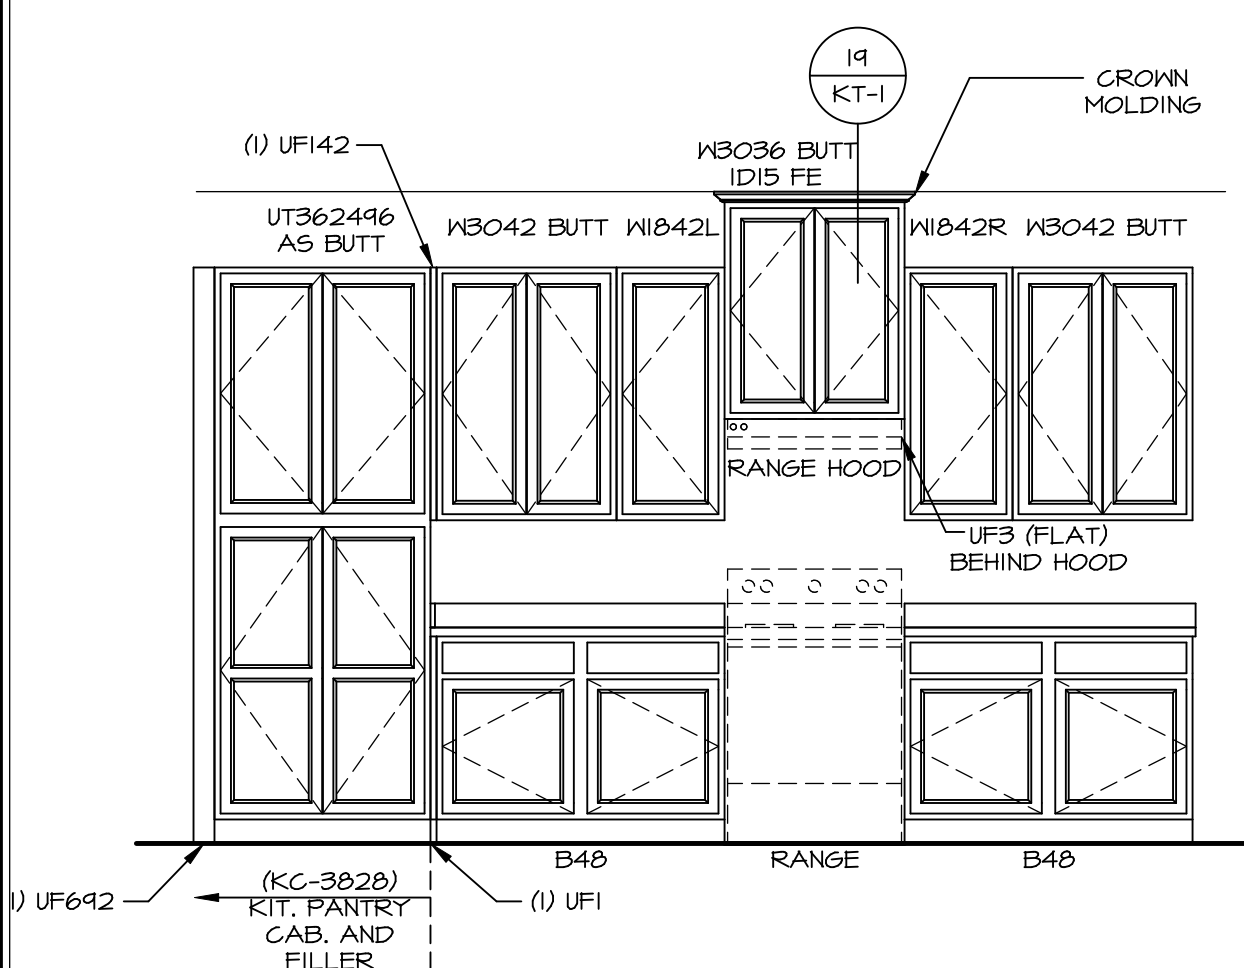 19
KT-1
CROWN
MOLDING
(1) UF142
W3036 BUTT
1D15 FE
UT362496
AS BUTT
W3042 BUTT
W1842L
W1842R
W3042 BUTT
RANGE HOOD
UF3 (FLAT)
BEHIND HOOD
B48
RANGE
B48
1) UF692
(KC-3828)
KIT. PANTRY
CAB. AND
FILLER
(1) UF1